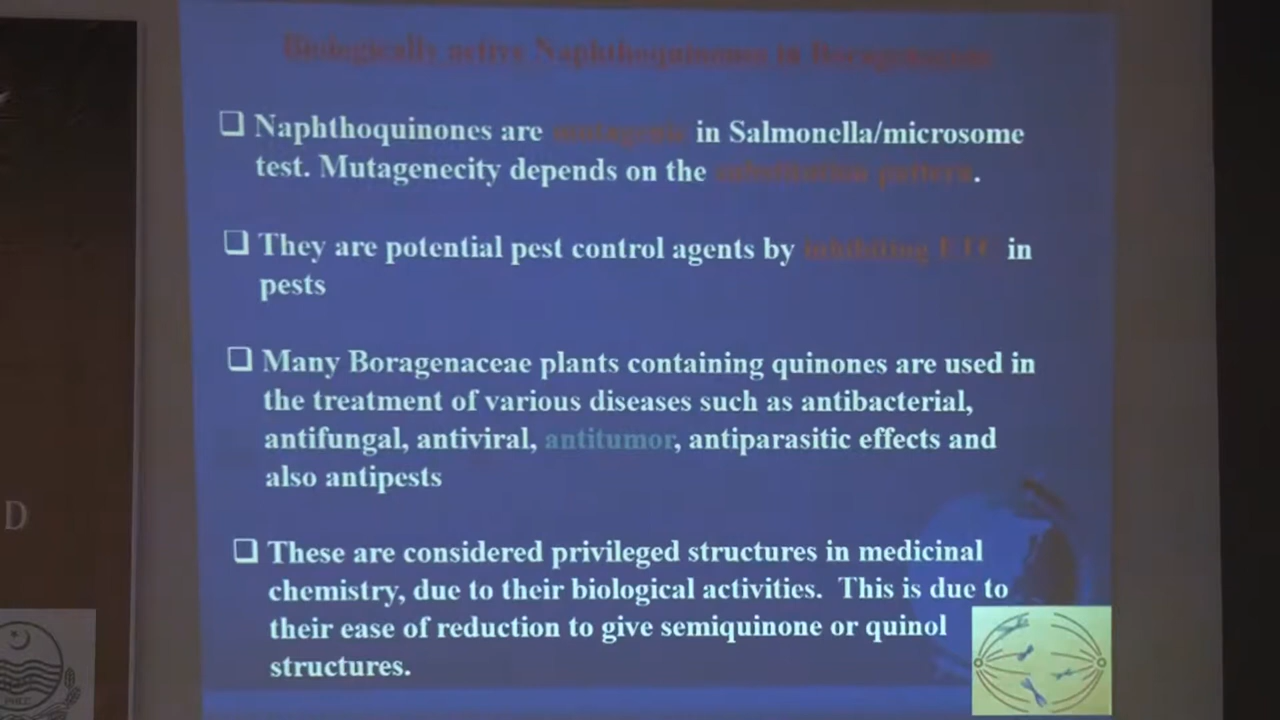 Biologically active Naphthoquinones in Boragenaceae
❑ Naphthoquinones are mutagenic in Salmonella/microsome
test. Mutagenecity depends on the substitution pattern.
❑ They are potential pest control agents by inhibiting ETC in
pests
❑ Many Boragenaceae plants containing quinones are used in
the treatment of various diseases such as antibacterial,
antifungal, antiviral, antitumor, antiparasitic effects and
also antipests
❑ These are considered privileged structures in medicinal
chemistry, due to their biological activities. This is due to
their ease of reduction to give semiquinone or quinol
structures.
D